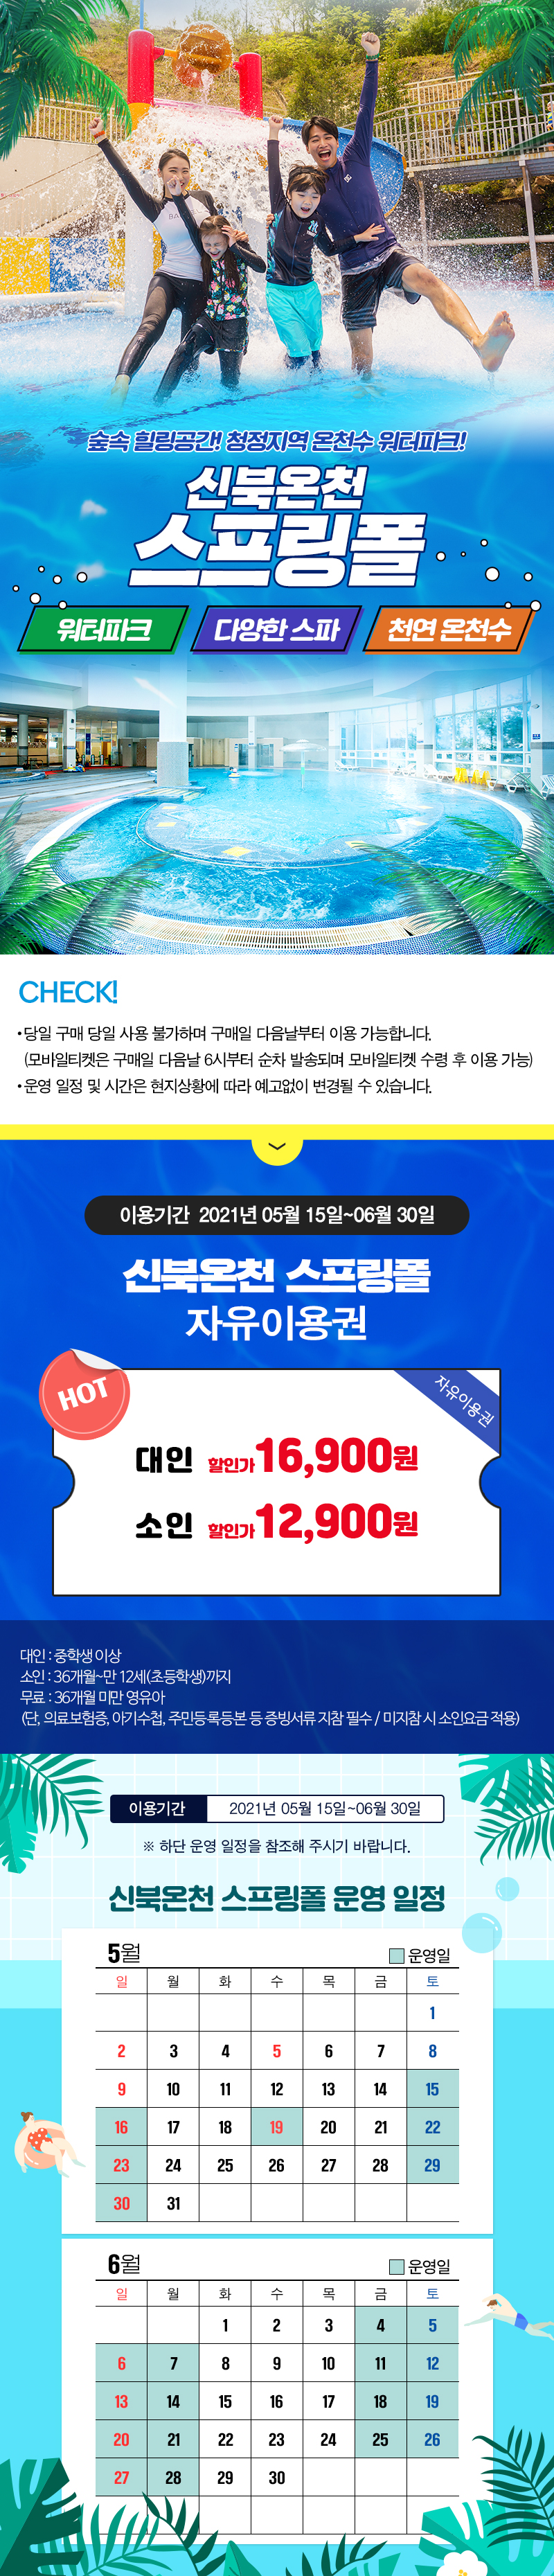 숲속 힐링공간! 청정지역 온천수 워터파크!
신북온천
스프링폴
워터파크 다양한 스파 천연 온천수
CHECK!
•당일 구매 당일 사용 불가하며 구매일 다음날부터 이용 가능합니다.
(모바일티켓은 구매일 다음날 6시부터 순차 발송되며 모바일티켓 수령 후 이용 가능)
•운영 일정 및 시간은 현지상황에 따라 예고없이 변경될 수 있습니다.
이용기간 2021년 05월 15일~06월 30일
신북온천 스프링폴
자유이용권
HOT
자유이용권
대인 할인가 16,900원
소인 할인가 12,900원
대인 : 중학생 이상
소인 : 36개월~만 12세(초등학생)까지
무료 : 36개월 미만 영유아
(단, 의료보험증, 아기수첩, 주민등록등본 등 증빙서류 지참 필수 / 미지참 시 소인요금 적용)
이용기간 2021년 05월 15일~06월 30일
※ 하단 운영 일정을 참조해 주시기 바랍니다.
신북온천 스프링폴 운영 일정
5월 운영일
일 월 화 수 목 금 토
1
2 3 4 5 6 7 8
9 10 11 12 13 14 15
16 17 18 19 20 21 22
23 24 25 26 27 28 29
30 31
6월 운영일
일 월 화 수 목 금 토
1 2 3 4 5
6 7 8 9 10 11 12
13 14 15 16 17 18 19
20 21 22 23 24 25 26
27 28 29 30